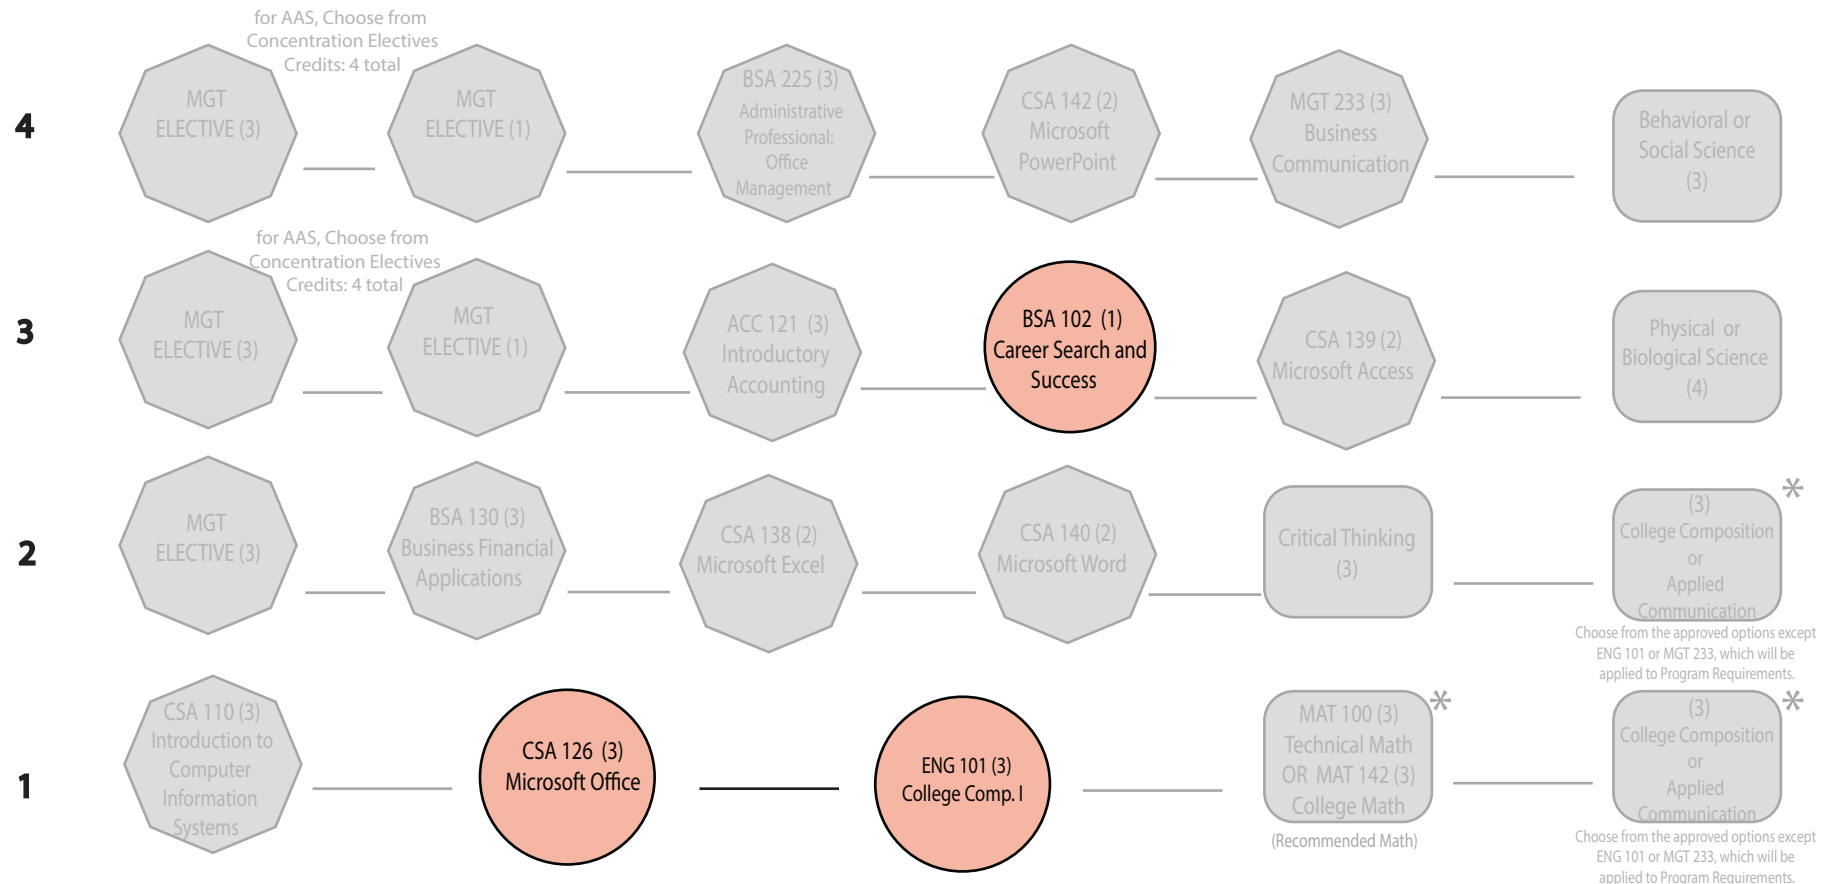 for AAS, Choose from
Concentration Electives
Credits: 4 total
4
MGT
ELECTIVE (3)
MGT
ELECTIVE (1)
BSA 225 (3)
Administrative
Professional:
Office
Management
CSA 142 (2)
Microsoft
PowerPoint
MGT 233 (3)
Business
Communication
Behavioral or
Social Science
(3)
for AAS, Choose from
Concentration Electives
Credits: 4 total
3
MGT
ELECTIVE (3)
MGT
ELECTIVE (1)
ACC 121 (3)
Introductory
Accounting
BSA 102 (1)
Career Search and
Success
CSA 139 (2)
Microsoft Access
Physical or
Biological Science
(4)
2
MGT
ELECTIVE (3)
BSA 130 (3)
Business Financial
Applications
CSA 138 (2)
Microsoft Excel
CSA 140 (2)
Microsoft Word
Critical Thinking
(3)
*
(3)
College Composition
or
Applied
Communication
Choose from the approved options except
ENG 101 or MGT 233, which will be
applied to Program Requirements.
1
CSA 110 (3)
Introduction to
Computer
Information
Systems
CSA 126 (3)
Microsoft Office
ENG 101 (3)
College Comp. I
*
MAT 100 (3)
Technical Math
OR MAT 142 (3)
College Math
(Recommended Math)
*
(3)
College Composition
or
Applied
Communication
Choose from the approved options except
ENG 101 or MGT 233, which will be
applied to Program Requirements.